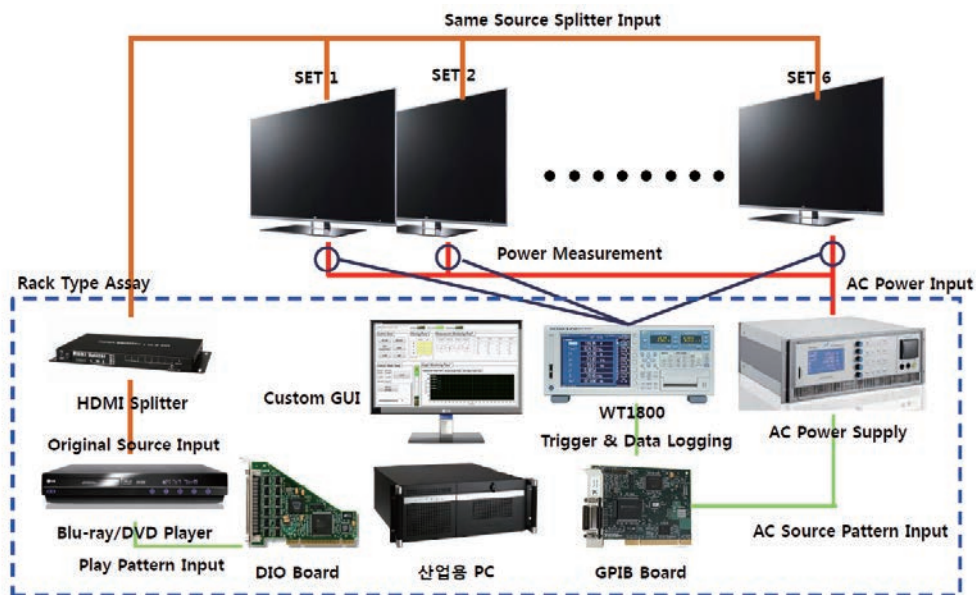 Same Source Splitter Input
SET 1
SET 2
SET 6
Power Measurement
Rack Type Assay
AC Power Input
HDMI Splitter
Custom GUI
WT1800
AC Power Supply
Original Source Input
Trigger & Data Logging
Blu-ray/DVD Player
AC Source Pattern Input
Play Pattern Input
DIO Board
산업용 PC
GPIB Board